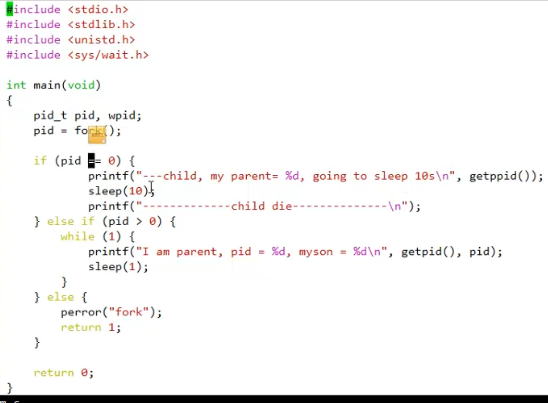 #include <stdio.h>
#include <stdlib.h>
#include <unistd.h>
#include <sys/wait.h>

int main(void)
{
    pid_t pid, wpid;
    pid = fork();

    if (pid == 0) {
            printf("---child, my parent= %d, going to sleep 10s\n", getppid());
            sleep(10);
            printf("-------------child die--------------\n");
    } else if (pid > 0) {
        while (1) {
            printf("I am parent, pid = %d, myson = %d\n", getpid(), pid);
            sleep(1);
        }
    } else {
        perror("fork");
        return 1;
    }

    return 0;
}